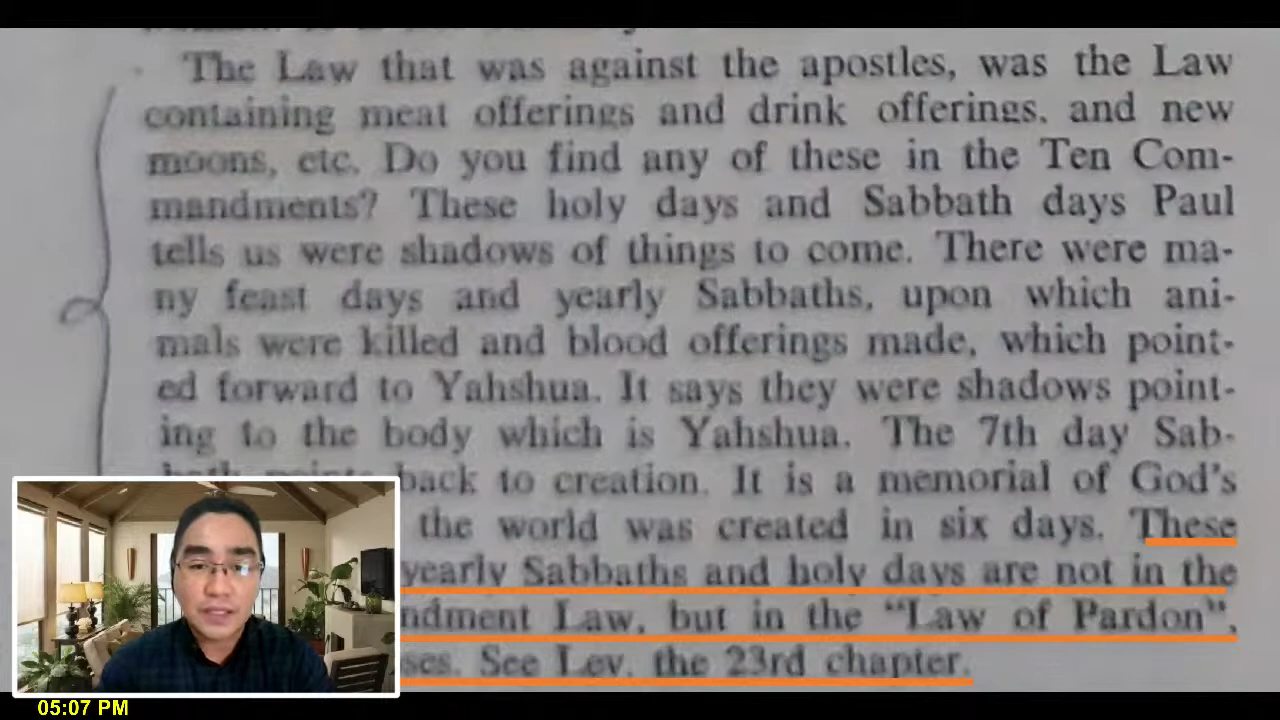 The Law that was against the apostles, was the Law
containing meat offerings and drink offerings, and new
moons, etc. Do you find any of these in the Ten Com-
mandments? These holy days and Sabbath days Paul
tells us were shadows of things to come. There were ma-
ny feast days and yearly Sabbaths, upon which ani-
mals were killed and blood offerings made, which point-
ed forward to Yahshua. It says they were shadows point-
ing to the body which is Yahshua. The 7th day Sab-
back to creation. It is a memorial of God's
the world was created in six days. These
yearly Sabbaths and holy days are not in the
ndment Law, but in the "Law of Pardon",
ses. See Lev. the 23rd chapter.
05:07 PM